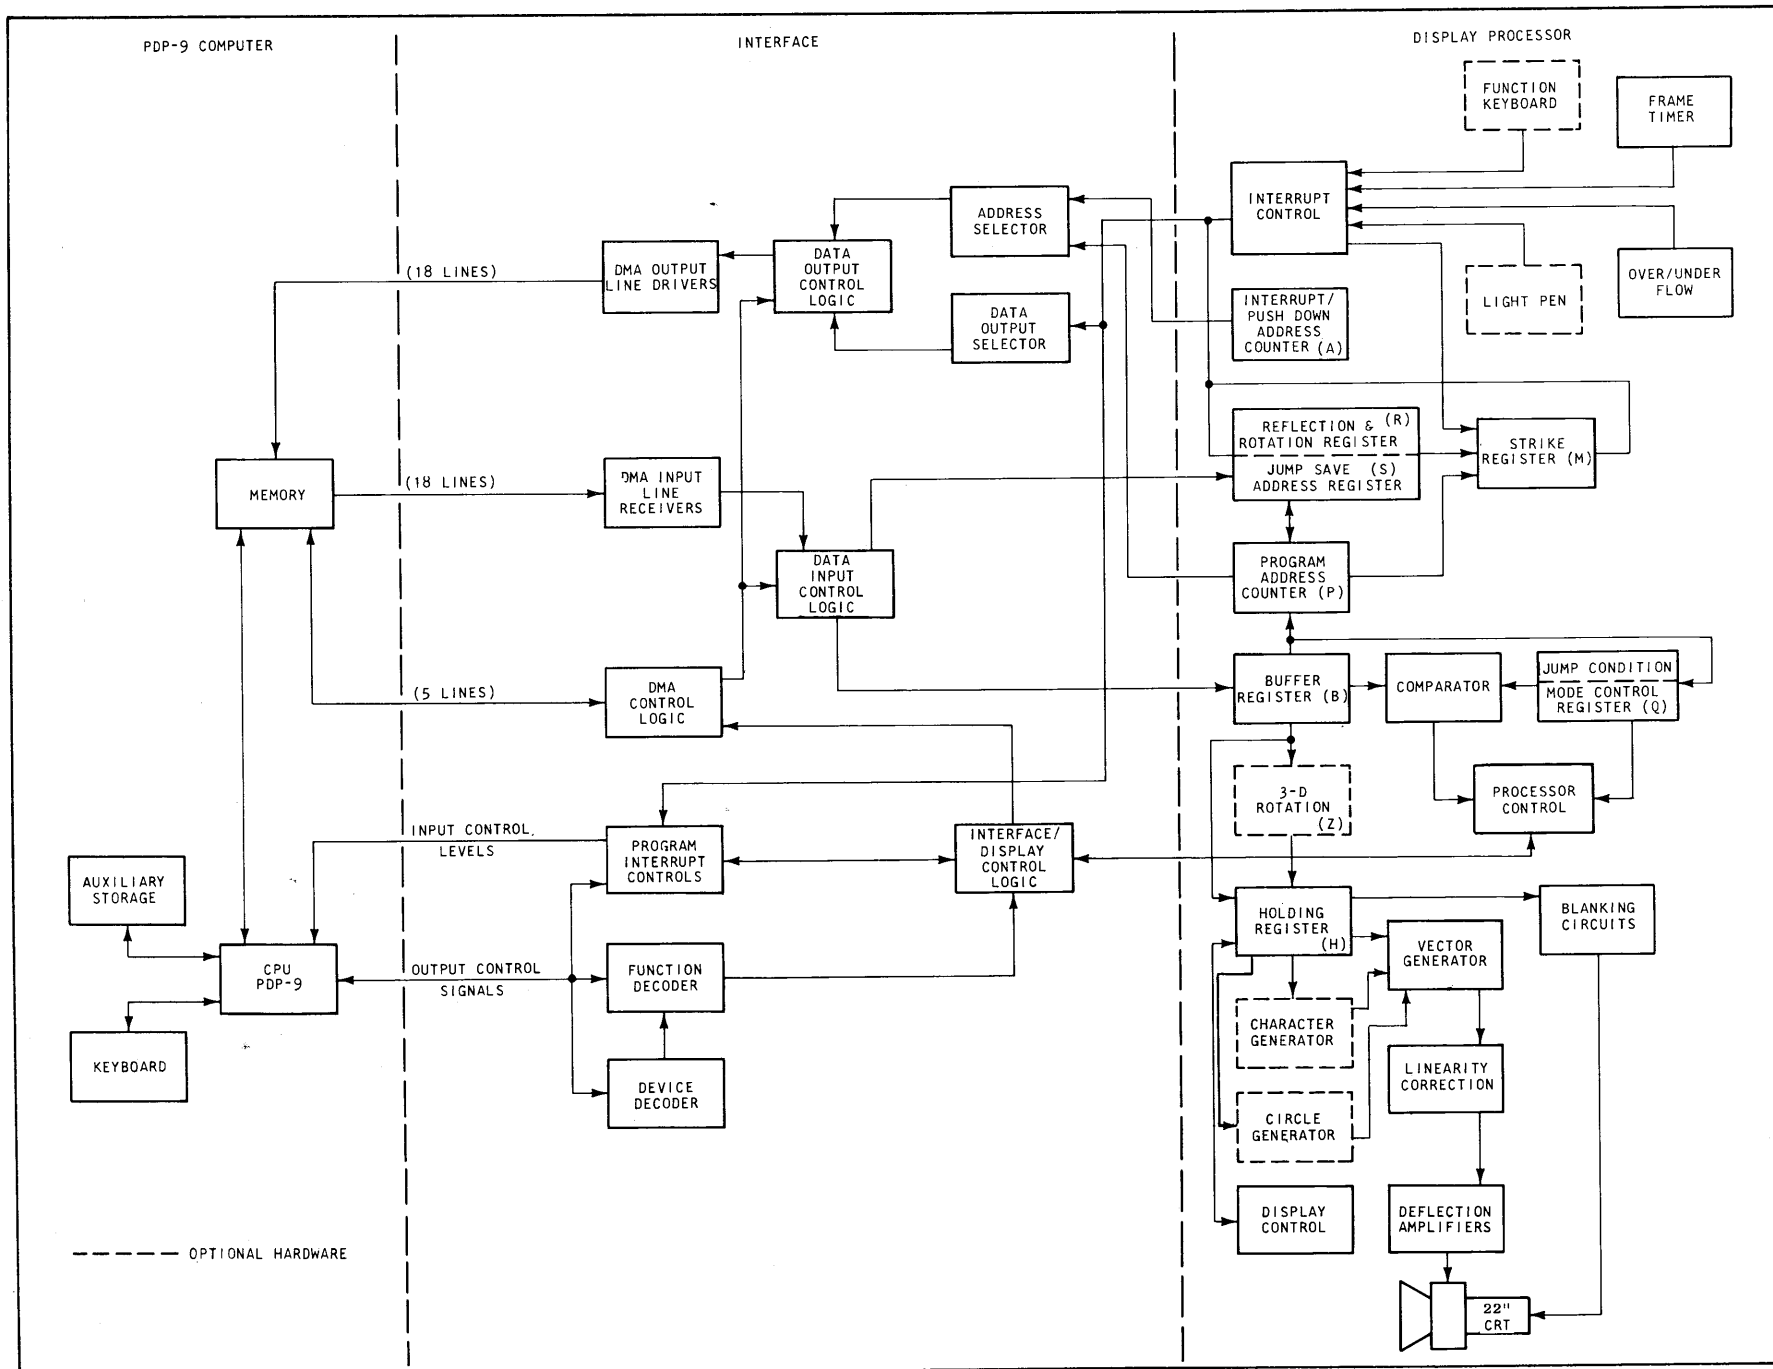 PDP-9 COMPUTER
INTERFACE
DISPLAY PROCESSOR
FUNCTION
KEYBOARD
FRAME
TIMER
INTERRUPT
CONTROL
ADDRESS
SELECTOR
DATA
OUTPUT
CONTROL
LOGIC
DMA OUTPUT
LINE DRIVERS
(18 LINES)
OVER/UNDER
FLOW
LIGHT PEN
INTERRUPT/
PUSH DOWN
ADDRESS
COUNTER (A)
DATA
OUTPUT
SELECTOR
REFLECTION & (R)
ROTATION REGISTER
JUMP SAVE (S)
ADDRESS REGISTER
STRIKE
REGISTER (M)
MEMORY
(18 LINES)
DMA INPUT
LINE
RECEIVERS
DATA
INPUT
CONTROL
LOGIC
PROGRAM
ADDRESS
COUNTER (P)
(5 LINES)
DMA
CONTROL
LOGIC
BUFFER
REGISTER (B)
COMPARATOR
JUMP CONDITION
MODE CONTROL
REGISTER (Q)
3-D
ROTATION
(Z)
PROCESSOR
CONTROL
INPUT CONTROL
LEVELS
PROGRAM
INTERRUPT
CONTROLS
INTERFACE/
DISPLAY
CONTROL
LOGIC
AUXILIARY
STORAGE
HOLDING
REGISTER
(H)
BLANKING
CIRCUITS
VECTOR
GENERATOR
CPU
PDP-9
OUTPUT CONTROL
SIGNALS
FUNCTION
DECODER
CHARACTER
GENERATOR
KEYBOARD
DEVICE
DECODER
LINEARITY
CORRECTION
CIRCLE
GENERATOR
DISPLAY
CONTROL
DEFLECTION
AMPLIFIERS
OPTIONAL HARDWARE
22"
CRT